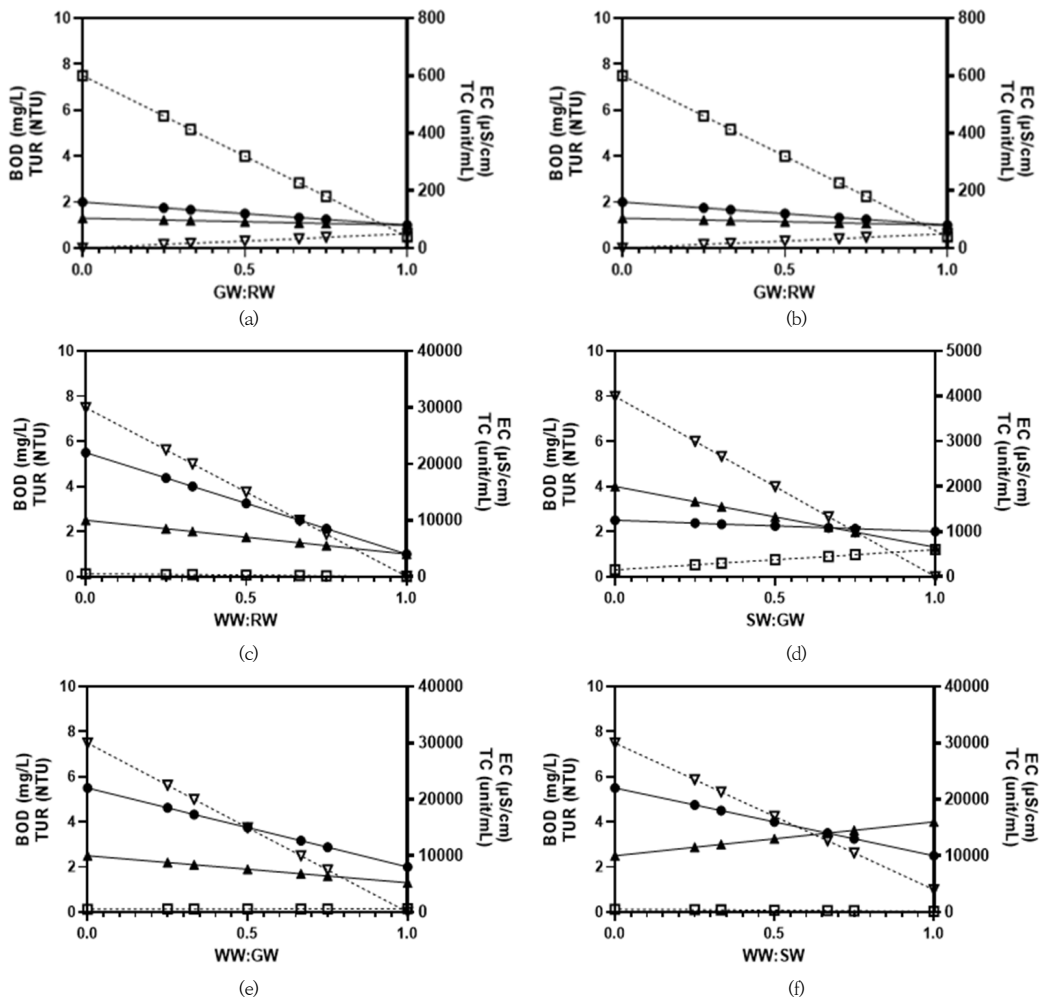 10
8
6
4
2
0
BOD (mg/L)
TUR (NTU)
800
600
400
200
0
EC (µS/cm)
TC (unit/mL)
0.0
0.5
1.0
GW:RW
(a)
10
8
6
4
2
0
BOD (mg/L)
TUR (NTU)
800
600
400
200
0
EC (µS/cm)
TC (unit/mL)
0.0
0.5
1.0
GW:RW
(b)
10
8
6
4
2
0
BOD (mg/L)
TUR (NTU)
40000
30000
20000
10000
0
EC (µS/cm)
TC (unit/mL)
0.0
0.5
1.0
WW:RW
(c)
10
8
6
4
2
0
BOD (mg/L)
TUR (NTU)
5000
4000
3000
2000
1000
0
EC (µS/cm)
TC (unit/mL)
0.0
0.5
1.0
SW:GW
(d)
10
8
6
4
2
0
BOD (mg/L)
TUR (NTU)
40000
30000
20000
10000
0
EC (µS/cm)
TC (unit/mL)
0.0
0.5
1.0
WW:GW
(e)
10
8
6
4
2
0
BOD (mg/L)
TUR (NTU)
40000
30000
20000
10000
0
EC (µS/cm)
TC (unit/mL)
0.0
0.5
1.0
WW:SW
(f)